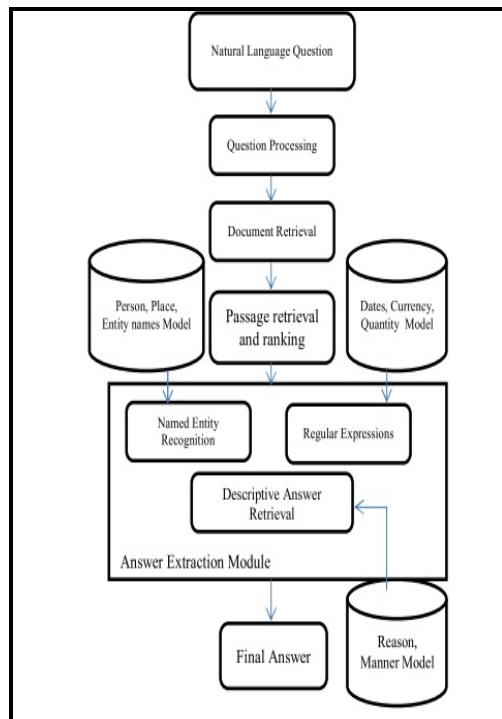 Natural Language Question
Question Processing
Document Retrieval
Person, Place,
Entity names Model
Passage retrieval
and ranking
Dates, Currency,
Quantity Model
Named Entity
Recognition
Regular Expressions
Descriptive Answer
Retrieval
Answer Extraction Module
Final Answer
Reason,
Manner Model